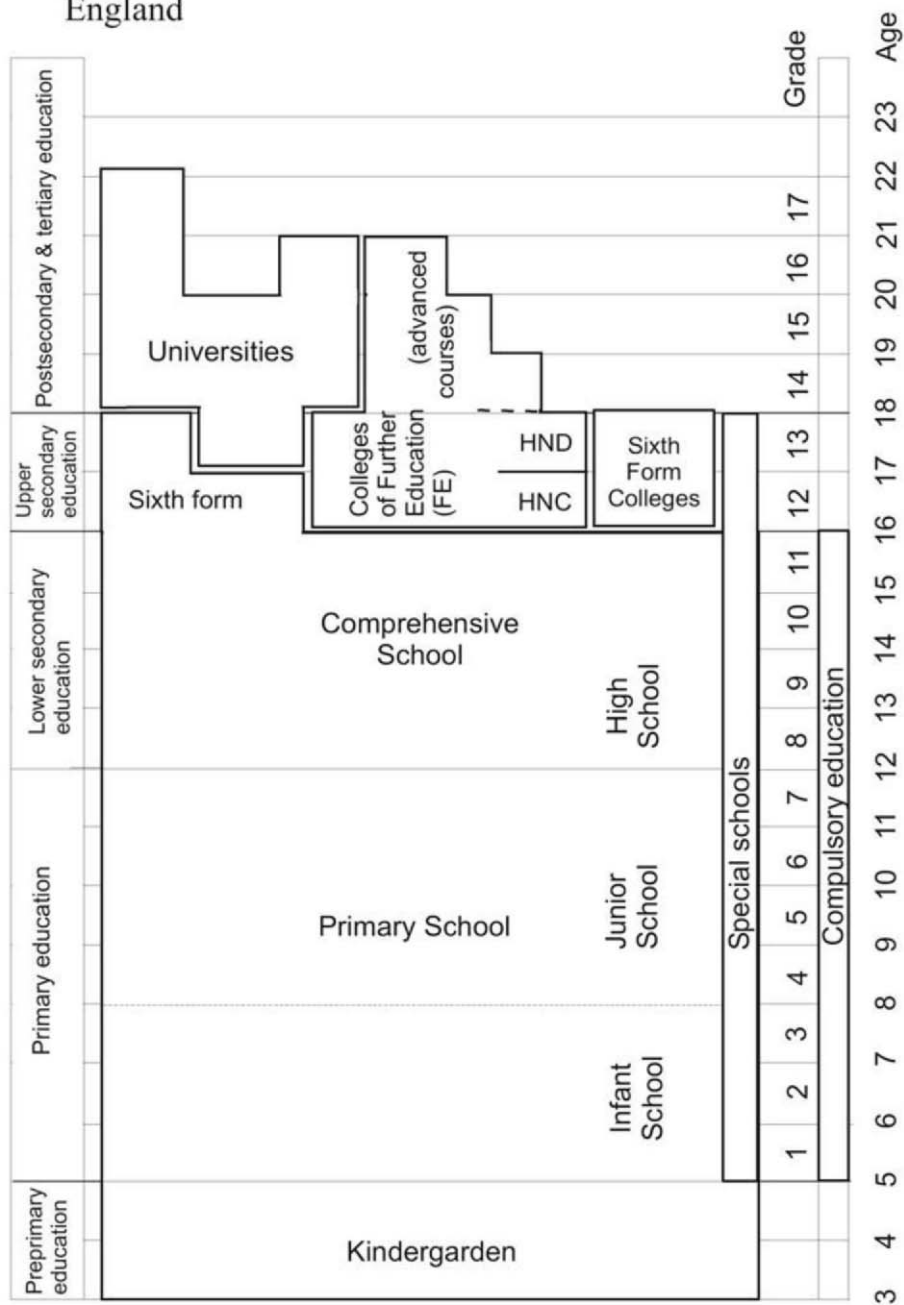 England
Grade
Age
Postsecondary & tertiary education
Upper
secondary
education
Lower secondary
education
Primary education
Preprimary
education
Universities
(advanced
courses)
Sixth form
Colleges
of Further
Education
(FE)
HND
HNC
Sixth
Form
Colleges
Comprehensive
School
High
School
Primary School
Junior
School
Infant
School
Kindergarden
Special schools
Compulsory education
17
16
15
14
13
12
11
10
9
8
7
6
5
4
3
2
1
23
22
21
20
19
18
17
16
15
14
13
12
11
10
9
8
7
6
5
4
3